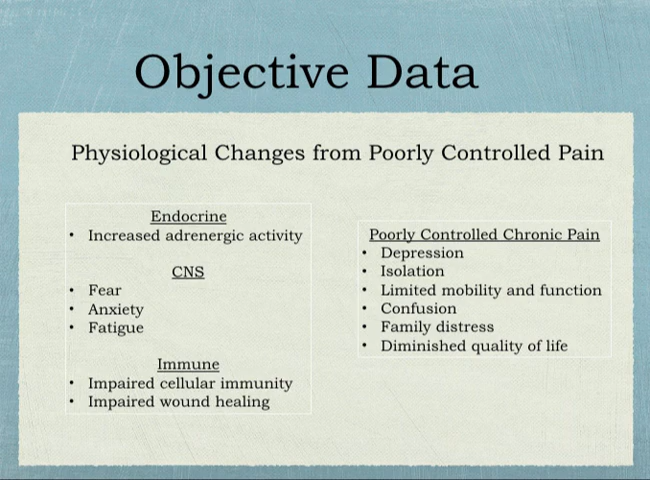 Objective Data
Physiological Changes from Poorly Controlled Pain
Endocrine
• Increased adrenergic activity
CNS
• Fear
• Anxiety
• Fatigue
Immune
• Impaired cellular immunity
• Impaired wound healing
Poorly Controlled Chronic Pain
• Depression
• Isolation
• Limited mobility and function
• Confusion
• Family distress
• Diminished quality of life